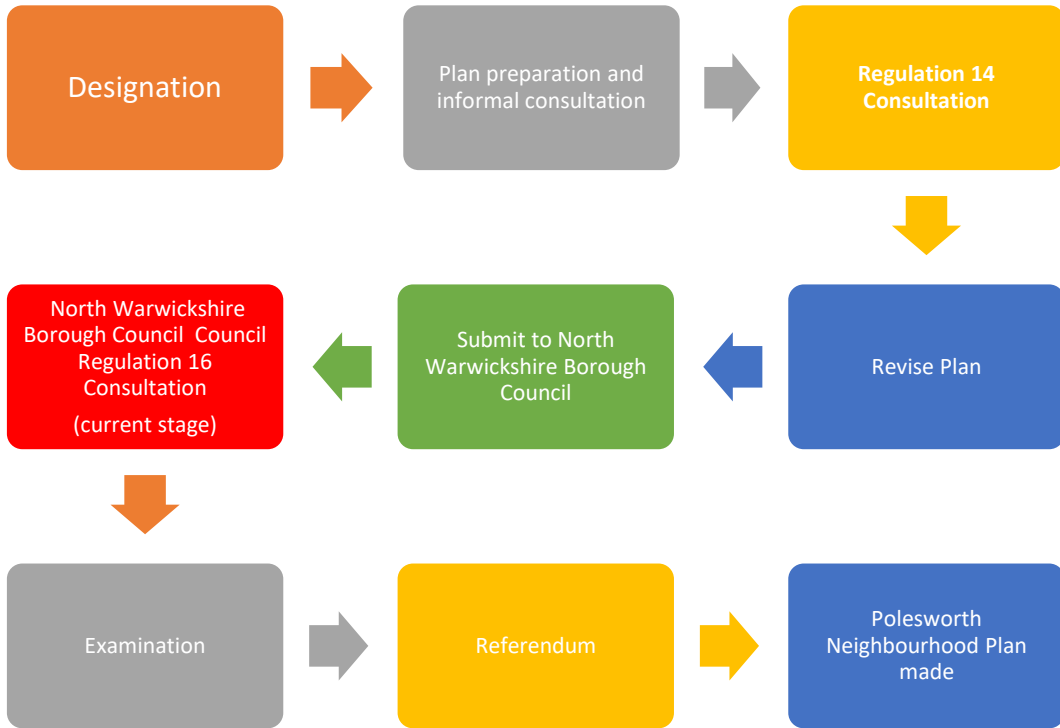 Designation
Plan preparation and
informal consultation
Regulation 14
Consultation
Revise Plan
Submit to North
Warwickshire Borough
Council
North Warwickshire
Borough Council Council
Regulation 16
Consultation
(current stage)
Examination
Referendum
Polesworth
Neighbourhood Plan
made